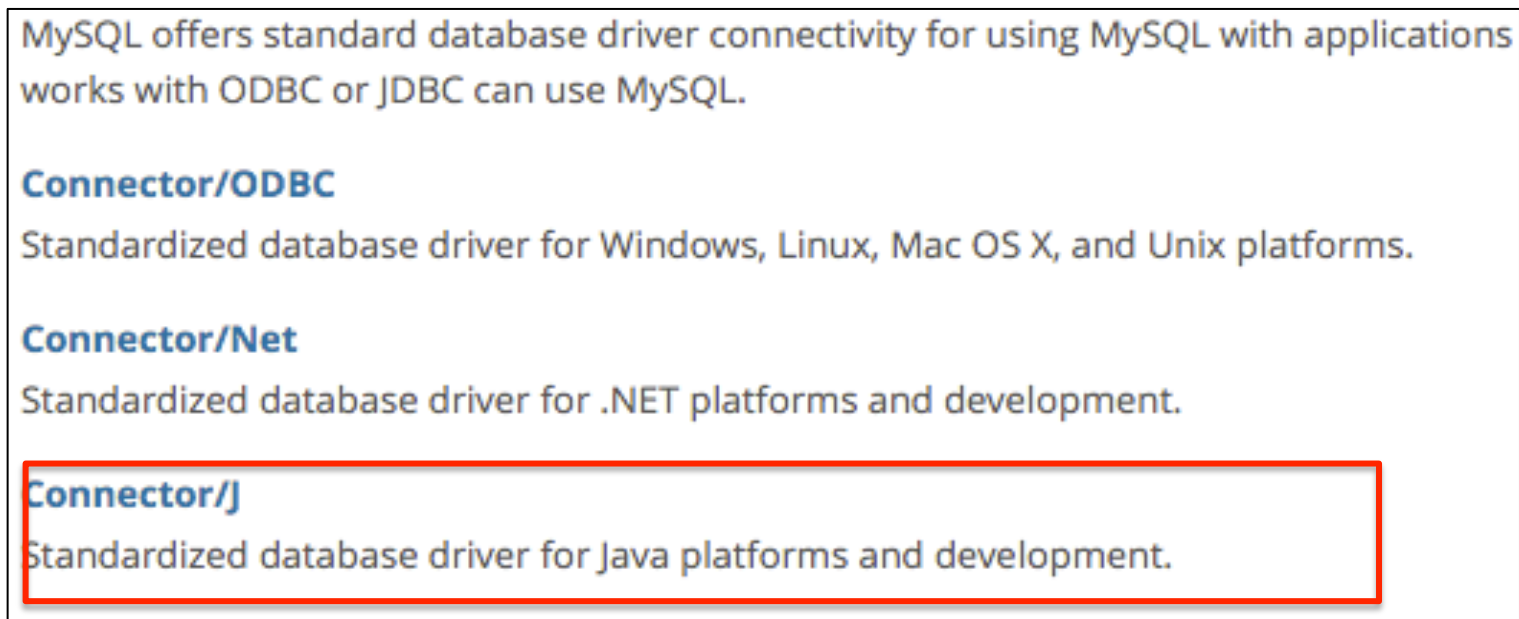 MySQL offers standard database driver connectivity for using MySQL with applications
works with ODBC or JDBC can use MySQL.
Connector/ODBC
Standardized database driver for Windows, Linux, Mac OS X, and Unix platforms.
Connector/Net
Standardized database driver for .NET platforms and development.
Connector/J
Standardized database driver for Java platforms and development.